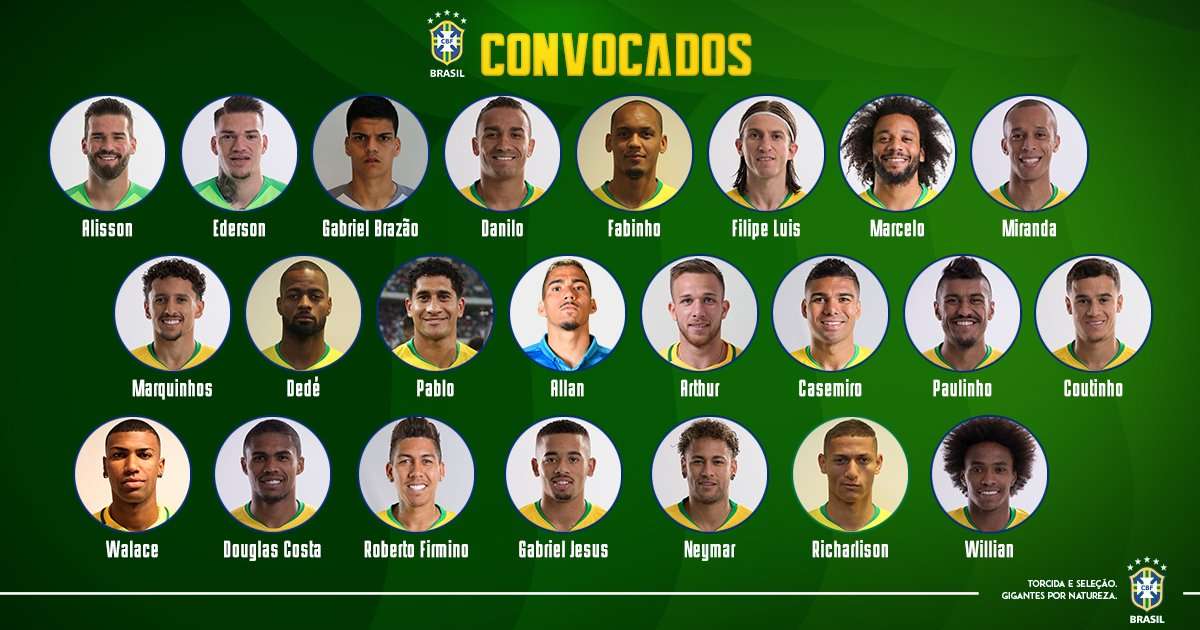 CBF
BRASIL
CONVOCADOS
Alisson
Ederson
Gabriel Brazão
Danilo
Fabinho
Filipe Luis
Marcelo
Miranda
Marquinhos
Dedé
Pablo
Allan
Arthur
Casemiro
Paulinho
Coutinho
Walace
Douglas Costa
Roberto Firmino
Gabriel Jesus
Neymar
Richarlison
Willian
TORCIDA E SELEÇÃO.
GIGANTES POR NATUREZA.
CBF
BRASIL